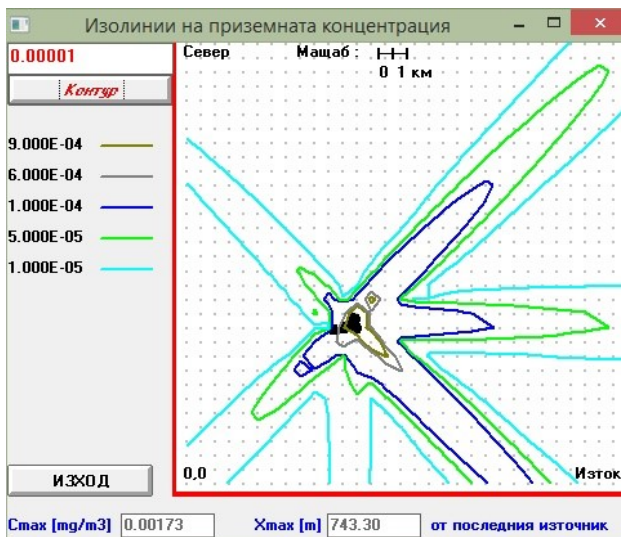 Изолинии на приземната концентрация
0.00001
Контур
9.000E-04
6.000E-04
1.000E-04
5.000E-05
1.000E-05
Север
Мащаб :
0 1 км
0,0
Изток
ИЗХОД
Cmax [mg/m3] 0.00173 Xmax [m] 743.30 от последния източник